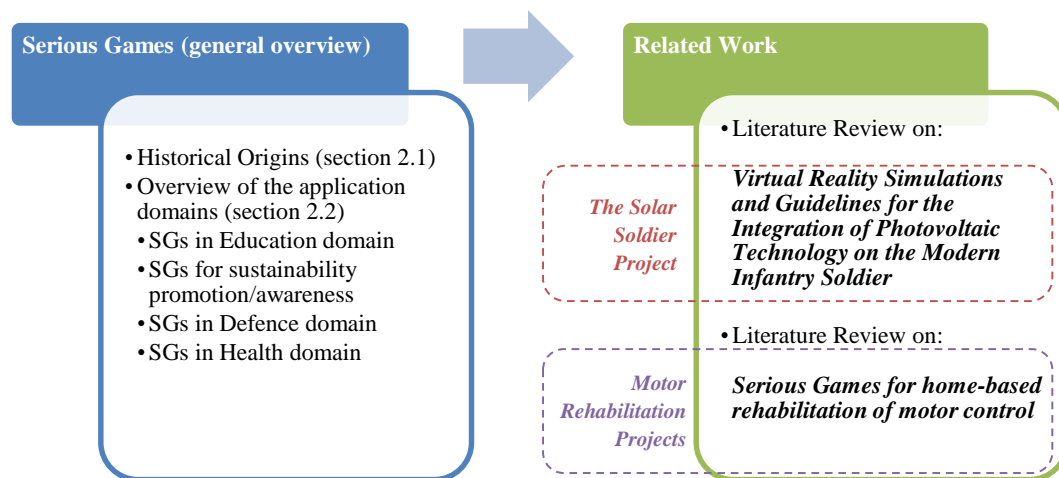 Serious Games (general overview)
• Historical Origins (section 2.1)
• Overview of the application
domains (section 2.2)
• SGs in Education domain
• SGs for sustainability
promotion/awareness
• SGs in Defence domain
• SGs in Health domain
Related Work
• Literature Review on:
The Solar
Soldier
Project
Virtual Reality Simulations
and Guidelines for the
Integration of Photovoltaic
Technology on the Modern
Infantry Soldier
• Literature Review on:
Motor
Rehabilitation
Projects
Serious Games for home-based
rehabilitation of motor control